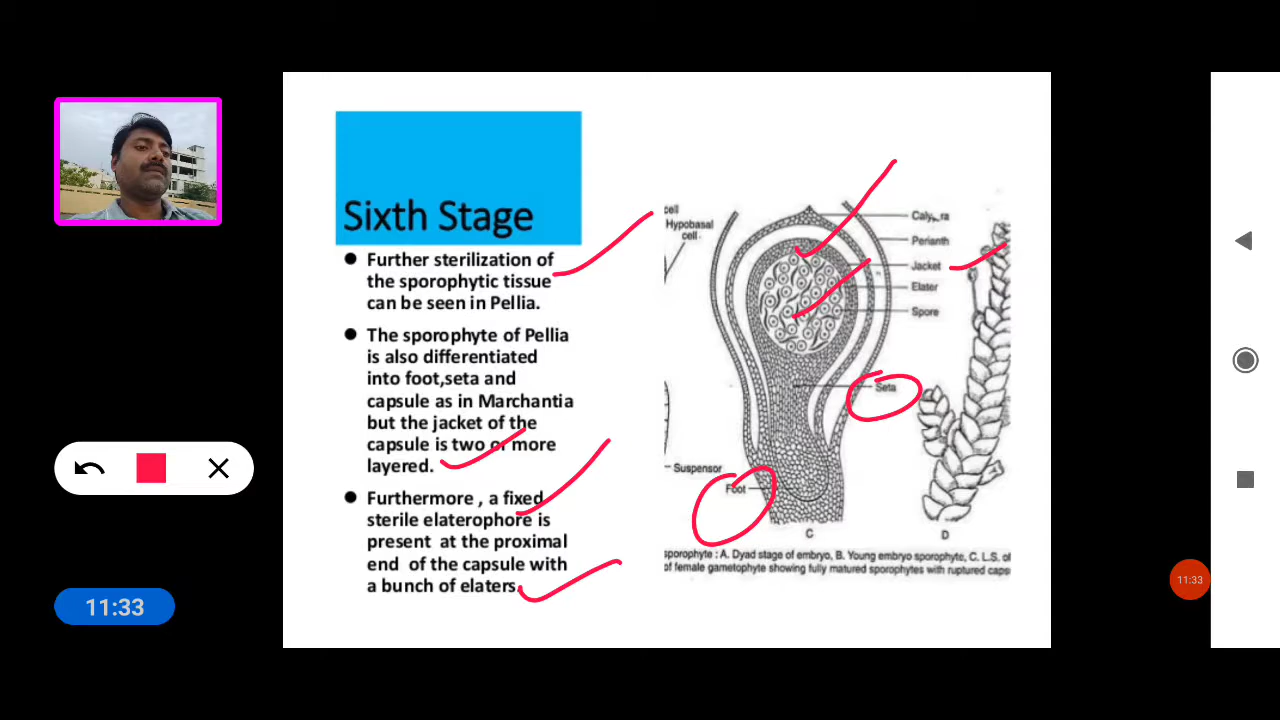 Sixth Stage
Further sterilization of
the sporophytic tissue
can be seen in Pellia.
The sporophyte of Pellia
is also differentiated
into foot,seta and
capsule as in Marchantia
but the jacket of the
capsule is two or more
layered.
Furthermore , a fixed
sterile elaterophore is
present at the proximal
end of the capsule with
a bunch of elaters.
cell
Hypobasal
cell
Perianth
Jacket
Elater
Spore
Seta
Suspensor
Foot
C
D
sporophyte : A. Dyad stage of embryo, B. Young embryo sporophyte, C. L.S. of
of female gametophyte showing fully matured sporophytes with ruptured caps
11:33
11:33